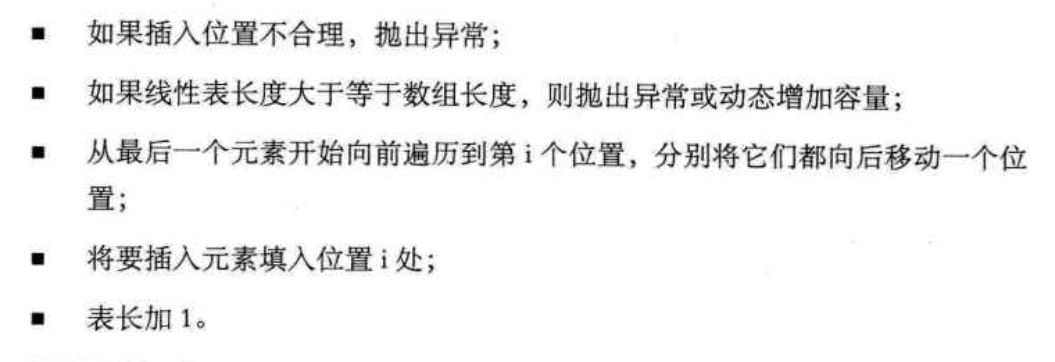 ■ 如果插入位置不合理，抛出异常；
■ 如果线性表长度大于等于数组长度，则抛出异常或动态增加容量；
■ 从最后一个元素开始向前遍历到第 i 个位置，分别将它们都向后移动一个位
置；
■ 将要插入元素填入位置 i 处；
■ 表长加 1。